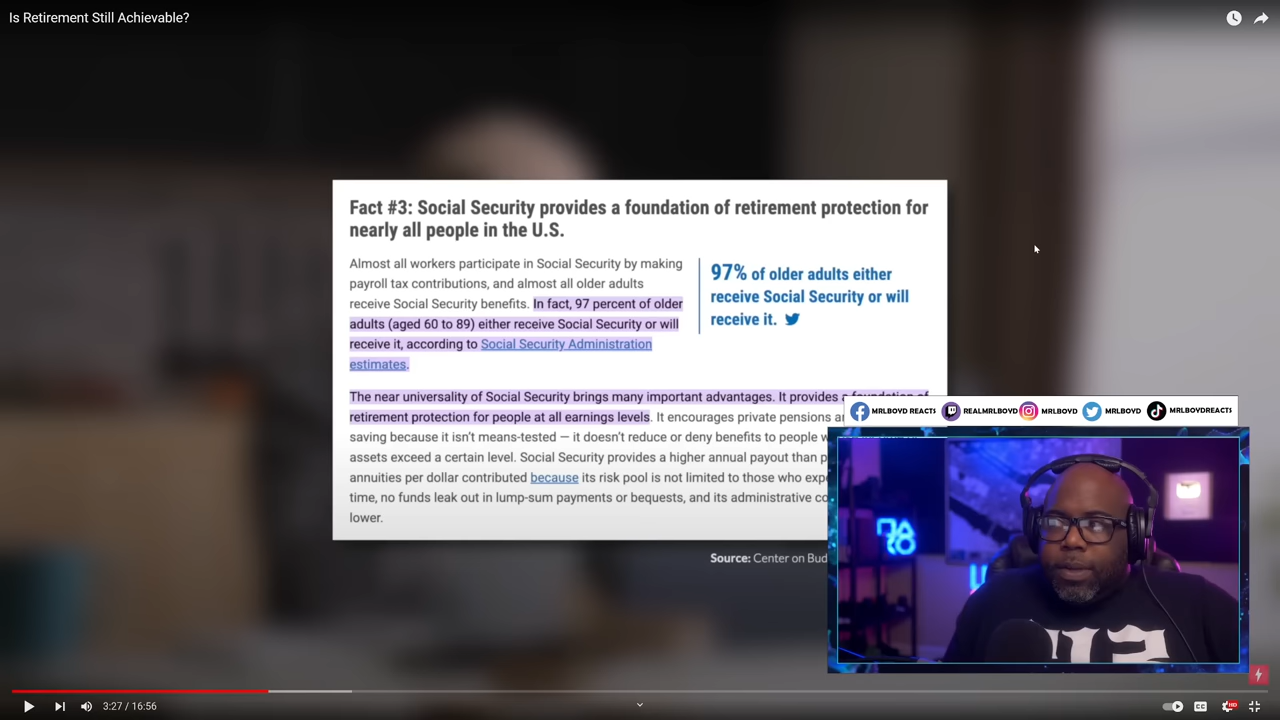 Is Retirement Still Achievable?
Fact #3: Social Security provides a foundation of retirement protection for
nearly all people in the U.S.
Almost all workers participate in Social Security by making
payroll tax contributions, and almost all older adults
receive Social Security benefits. In fact, 97 percent of older
adults (aged 60 to 89) either receive Social Security or will
receive it, according to Social Security Administration
estimates.
97% of older adults either
receive Social Security or will
receive it.
The near universality of Social Security brings many important advantages. It provides a foundation of
retirement protection for people at all earnings levels. It encourages private pensions
saving because it isn't means-tested — it doesn't reduce or deny benefits to people
assets exceed a certain level. Social Security provides a higher annual payout than
annuities per dollar contributed because its risk pool is not limited to those who
time, no funds leak out in lump-sum payments or bequests, and its administrative
lower.
Source: Center on
MRLBOYD REACTS REALMRLBOYD MRLBOYD MRLBOYD MRLBOYDREACTS
3:27 / 16:56
CC
HD